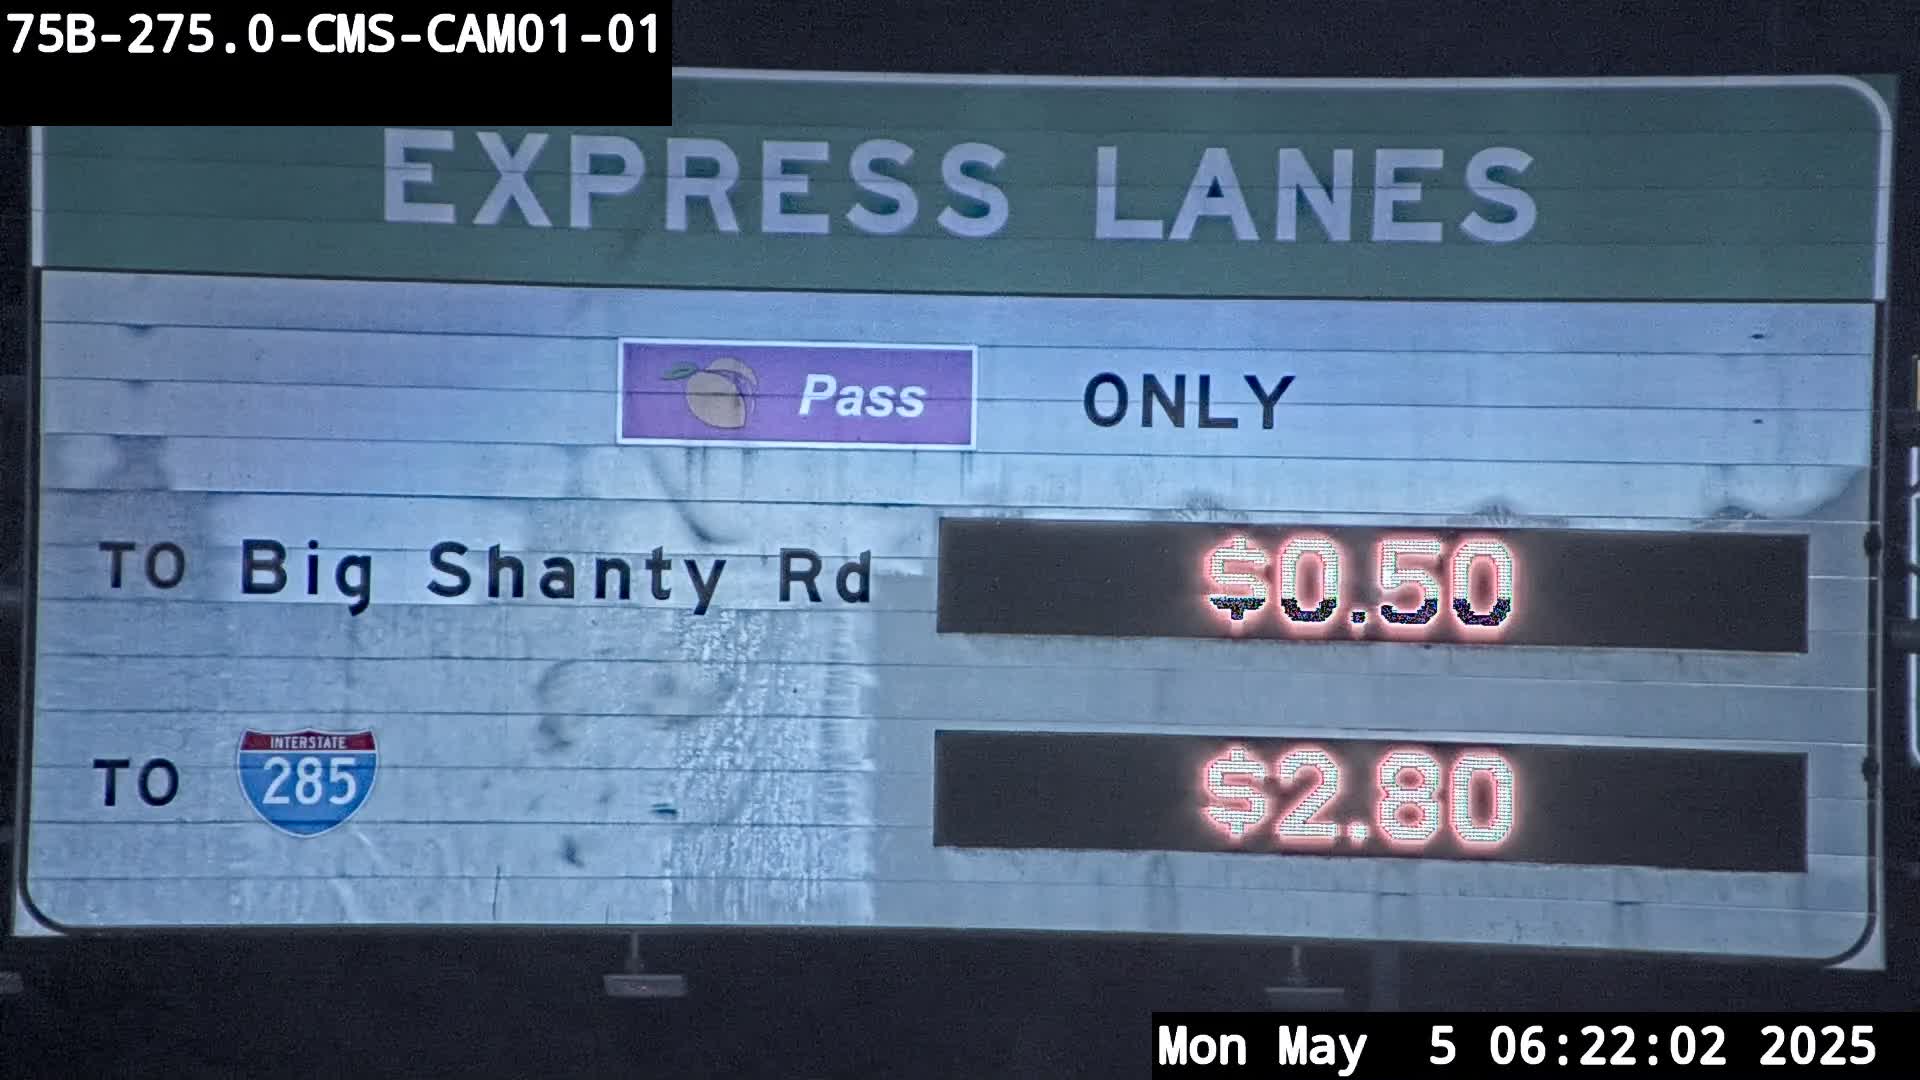 75B-275.0-CMS-CAM01-01
EXPRESS LANES
Pass ONLY
TO Big Shanty Rd $0.50
INTERSTATE
TO 285 $2.80
Mon May 5 06:22:02 2025